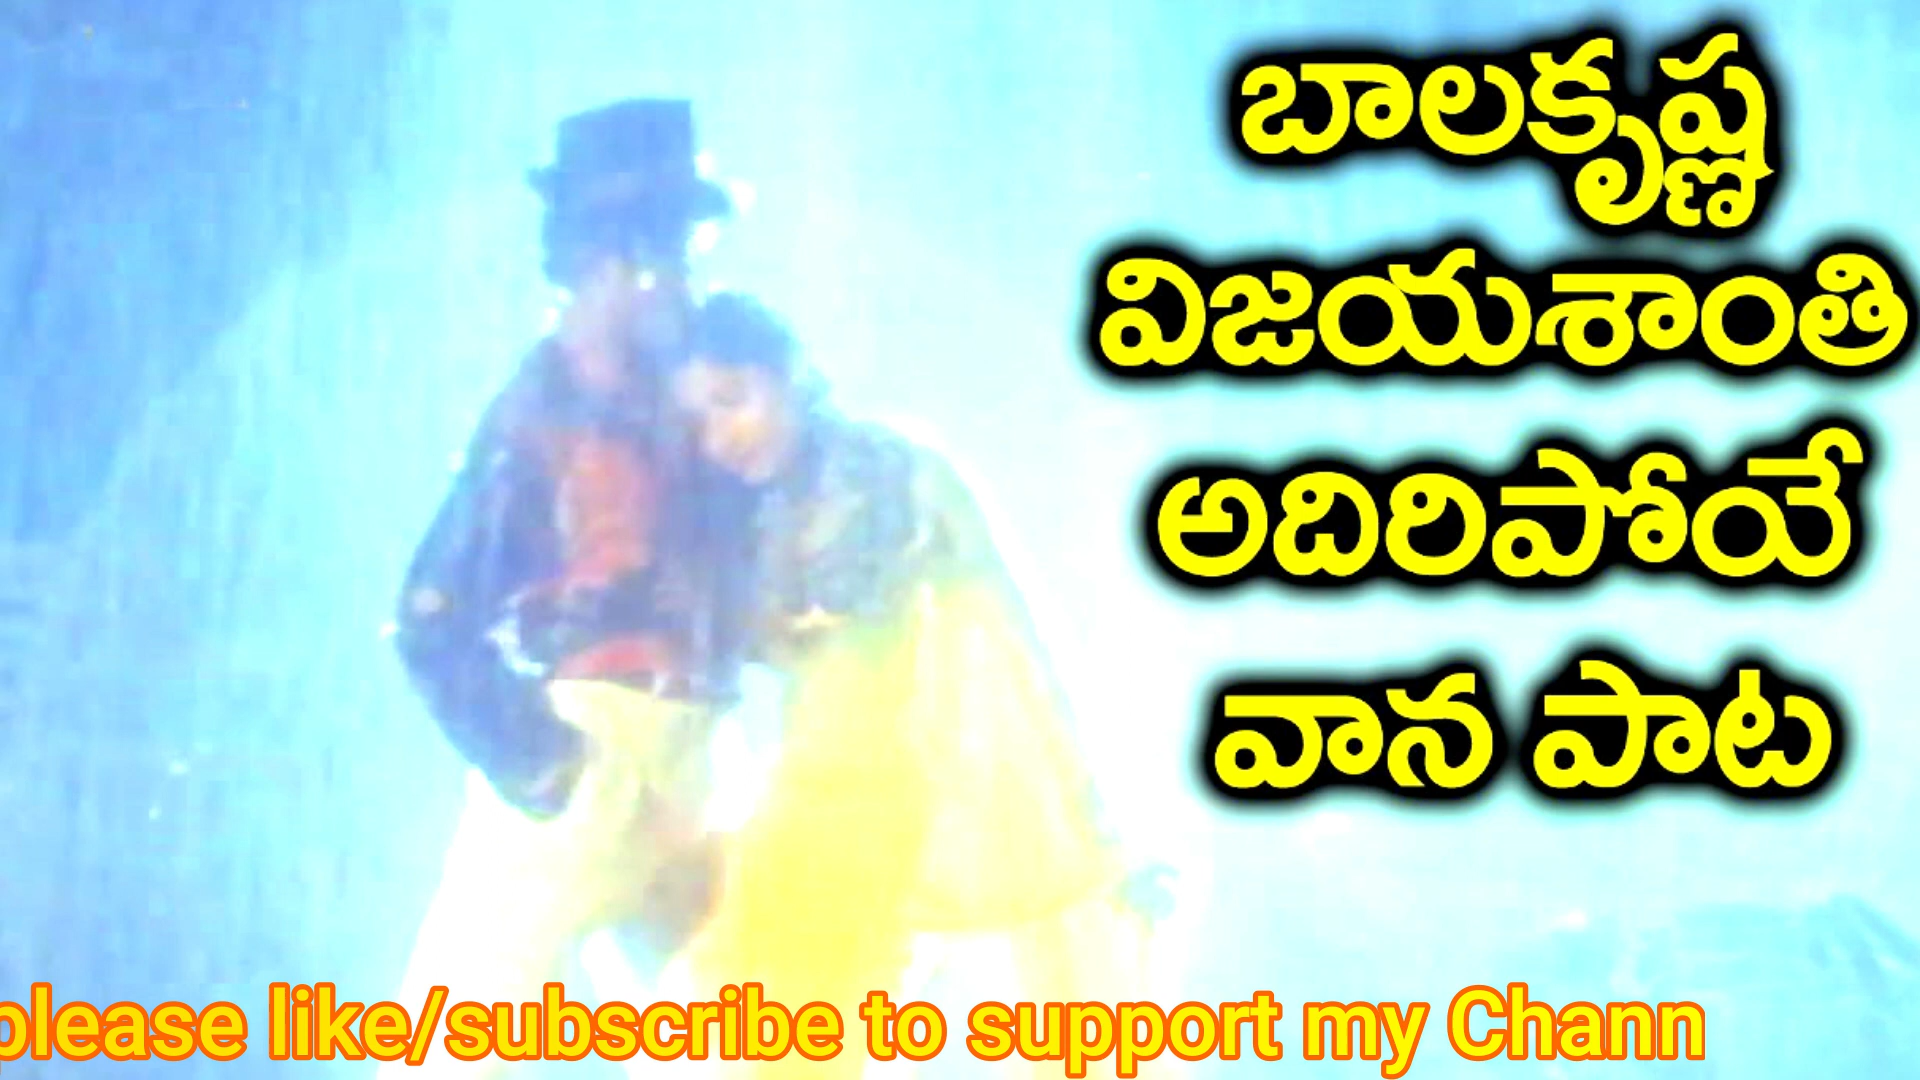 బాలకృష్ణ
విజయశాంతి
అదిరిపోయే
వాన పాట
please like/subscribe to support my Chann